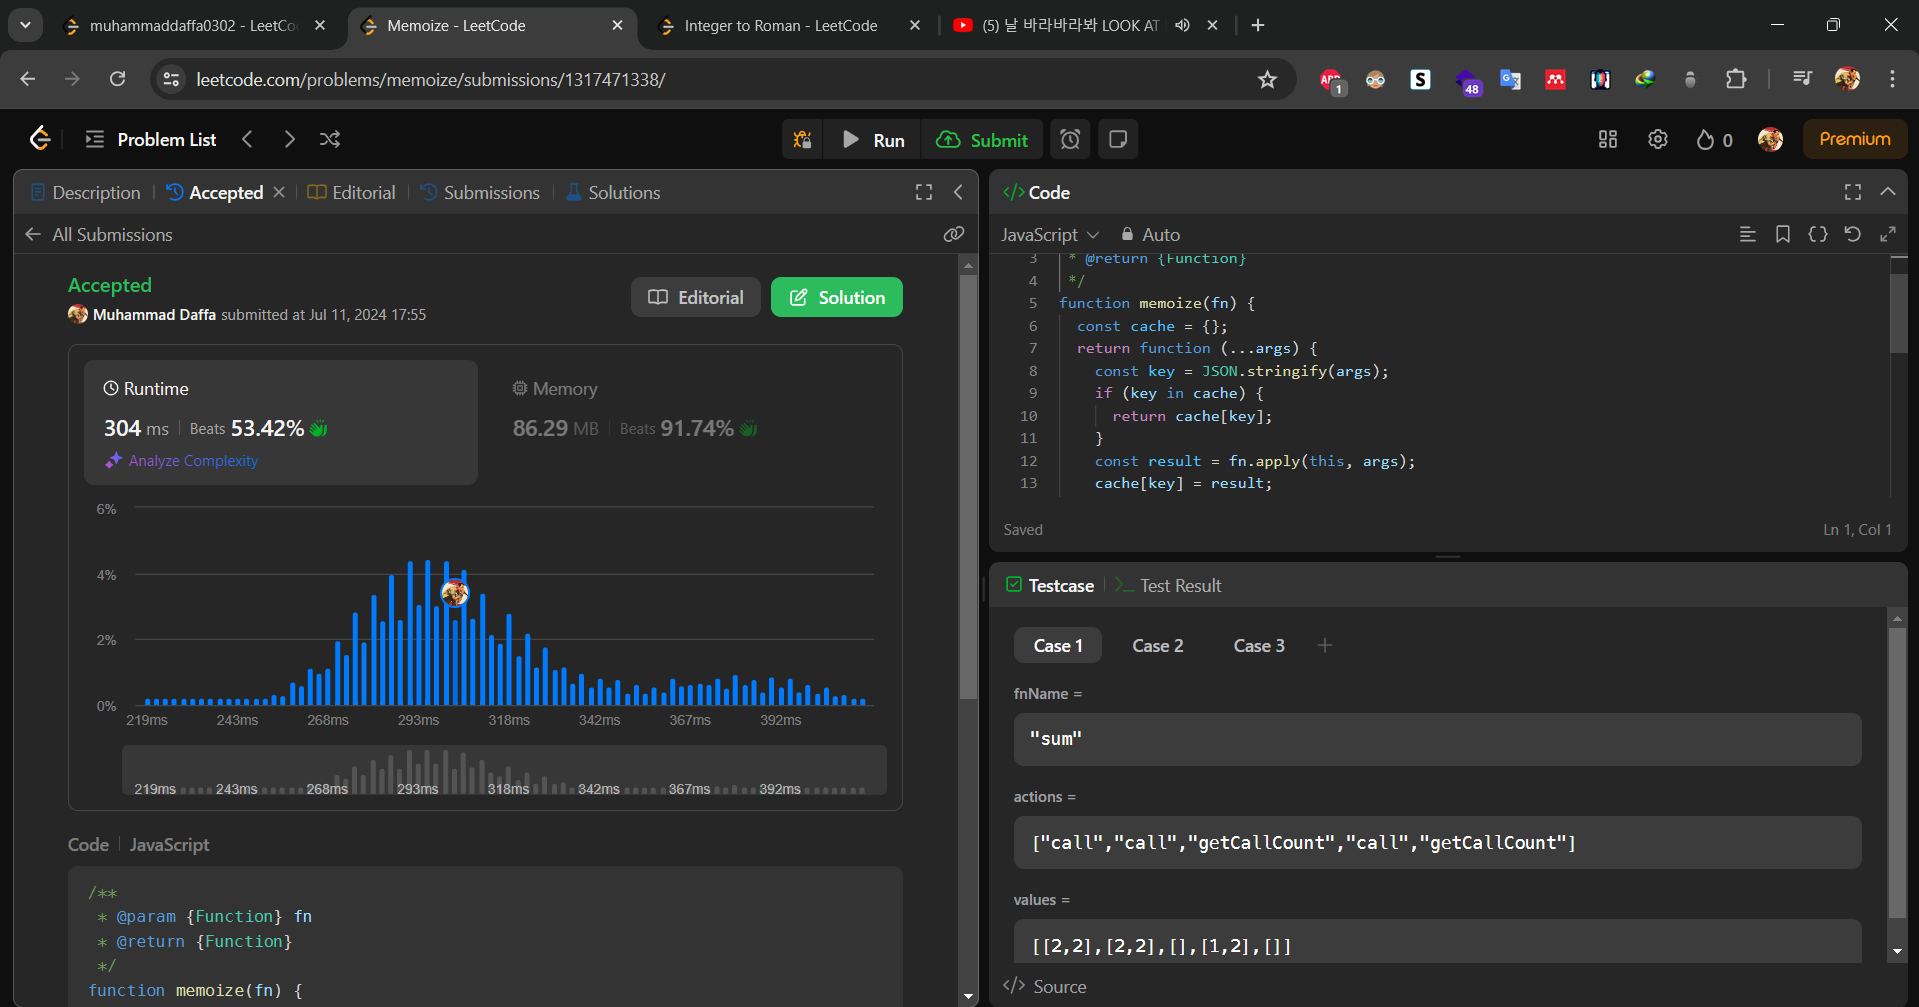 muhammaddaffa0302 - LeetCo
Memoize - LeetCode
Integer to Roman - LeetCode
(5) 날 바라바라봐 LOOK AT
leetcode.com/problems/memoize/submissions/1317471338/
ABP
1
S
48
Problem List
Run
Submit
0
Premium
Description
Accepted
Editorial
Submissions
Solutions
All Submissions
Accepted
Editorial
Solution
Muhammad Daffa submitted at Jul 11, 2024 17:55
Runtime
304 ms
Beats 53.42%
Analyze Complexity
Memory
86.29 MB
Beats 91.74%
6%
4%
2%
0%
219ms 243ms 268ms 293ms 318ms 342ms 367ms 392ms
219ms 243ms 268ms 293ms 318ms 342ms 367ms 392ms
Code
JavaScript
/**
* @param {Function} fn
* @return {Function}
*/
function memoize(fn) {
</> Code
JavaScript
Auto
3 * @return {Function}
4 */
5 function memoize(fn) {
6 const cache = {};
7 return function (...args) {
8 const key = JSON.stringify(args);
9 if (key in cache) {
10 return cache[key];
11 }
12 const result = fn.apply(this, args);
13 cache[key] = result;
Saved
Ln 1, Col 1
Testcase
Test Result
Case 1
Case 2
Case 3
fnName =
"sum"
actions =
["call","call","getCallCount","call","getCallCount"]
values =
[[2,2],[2,2],[],[1,2],[]]
</> Source